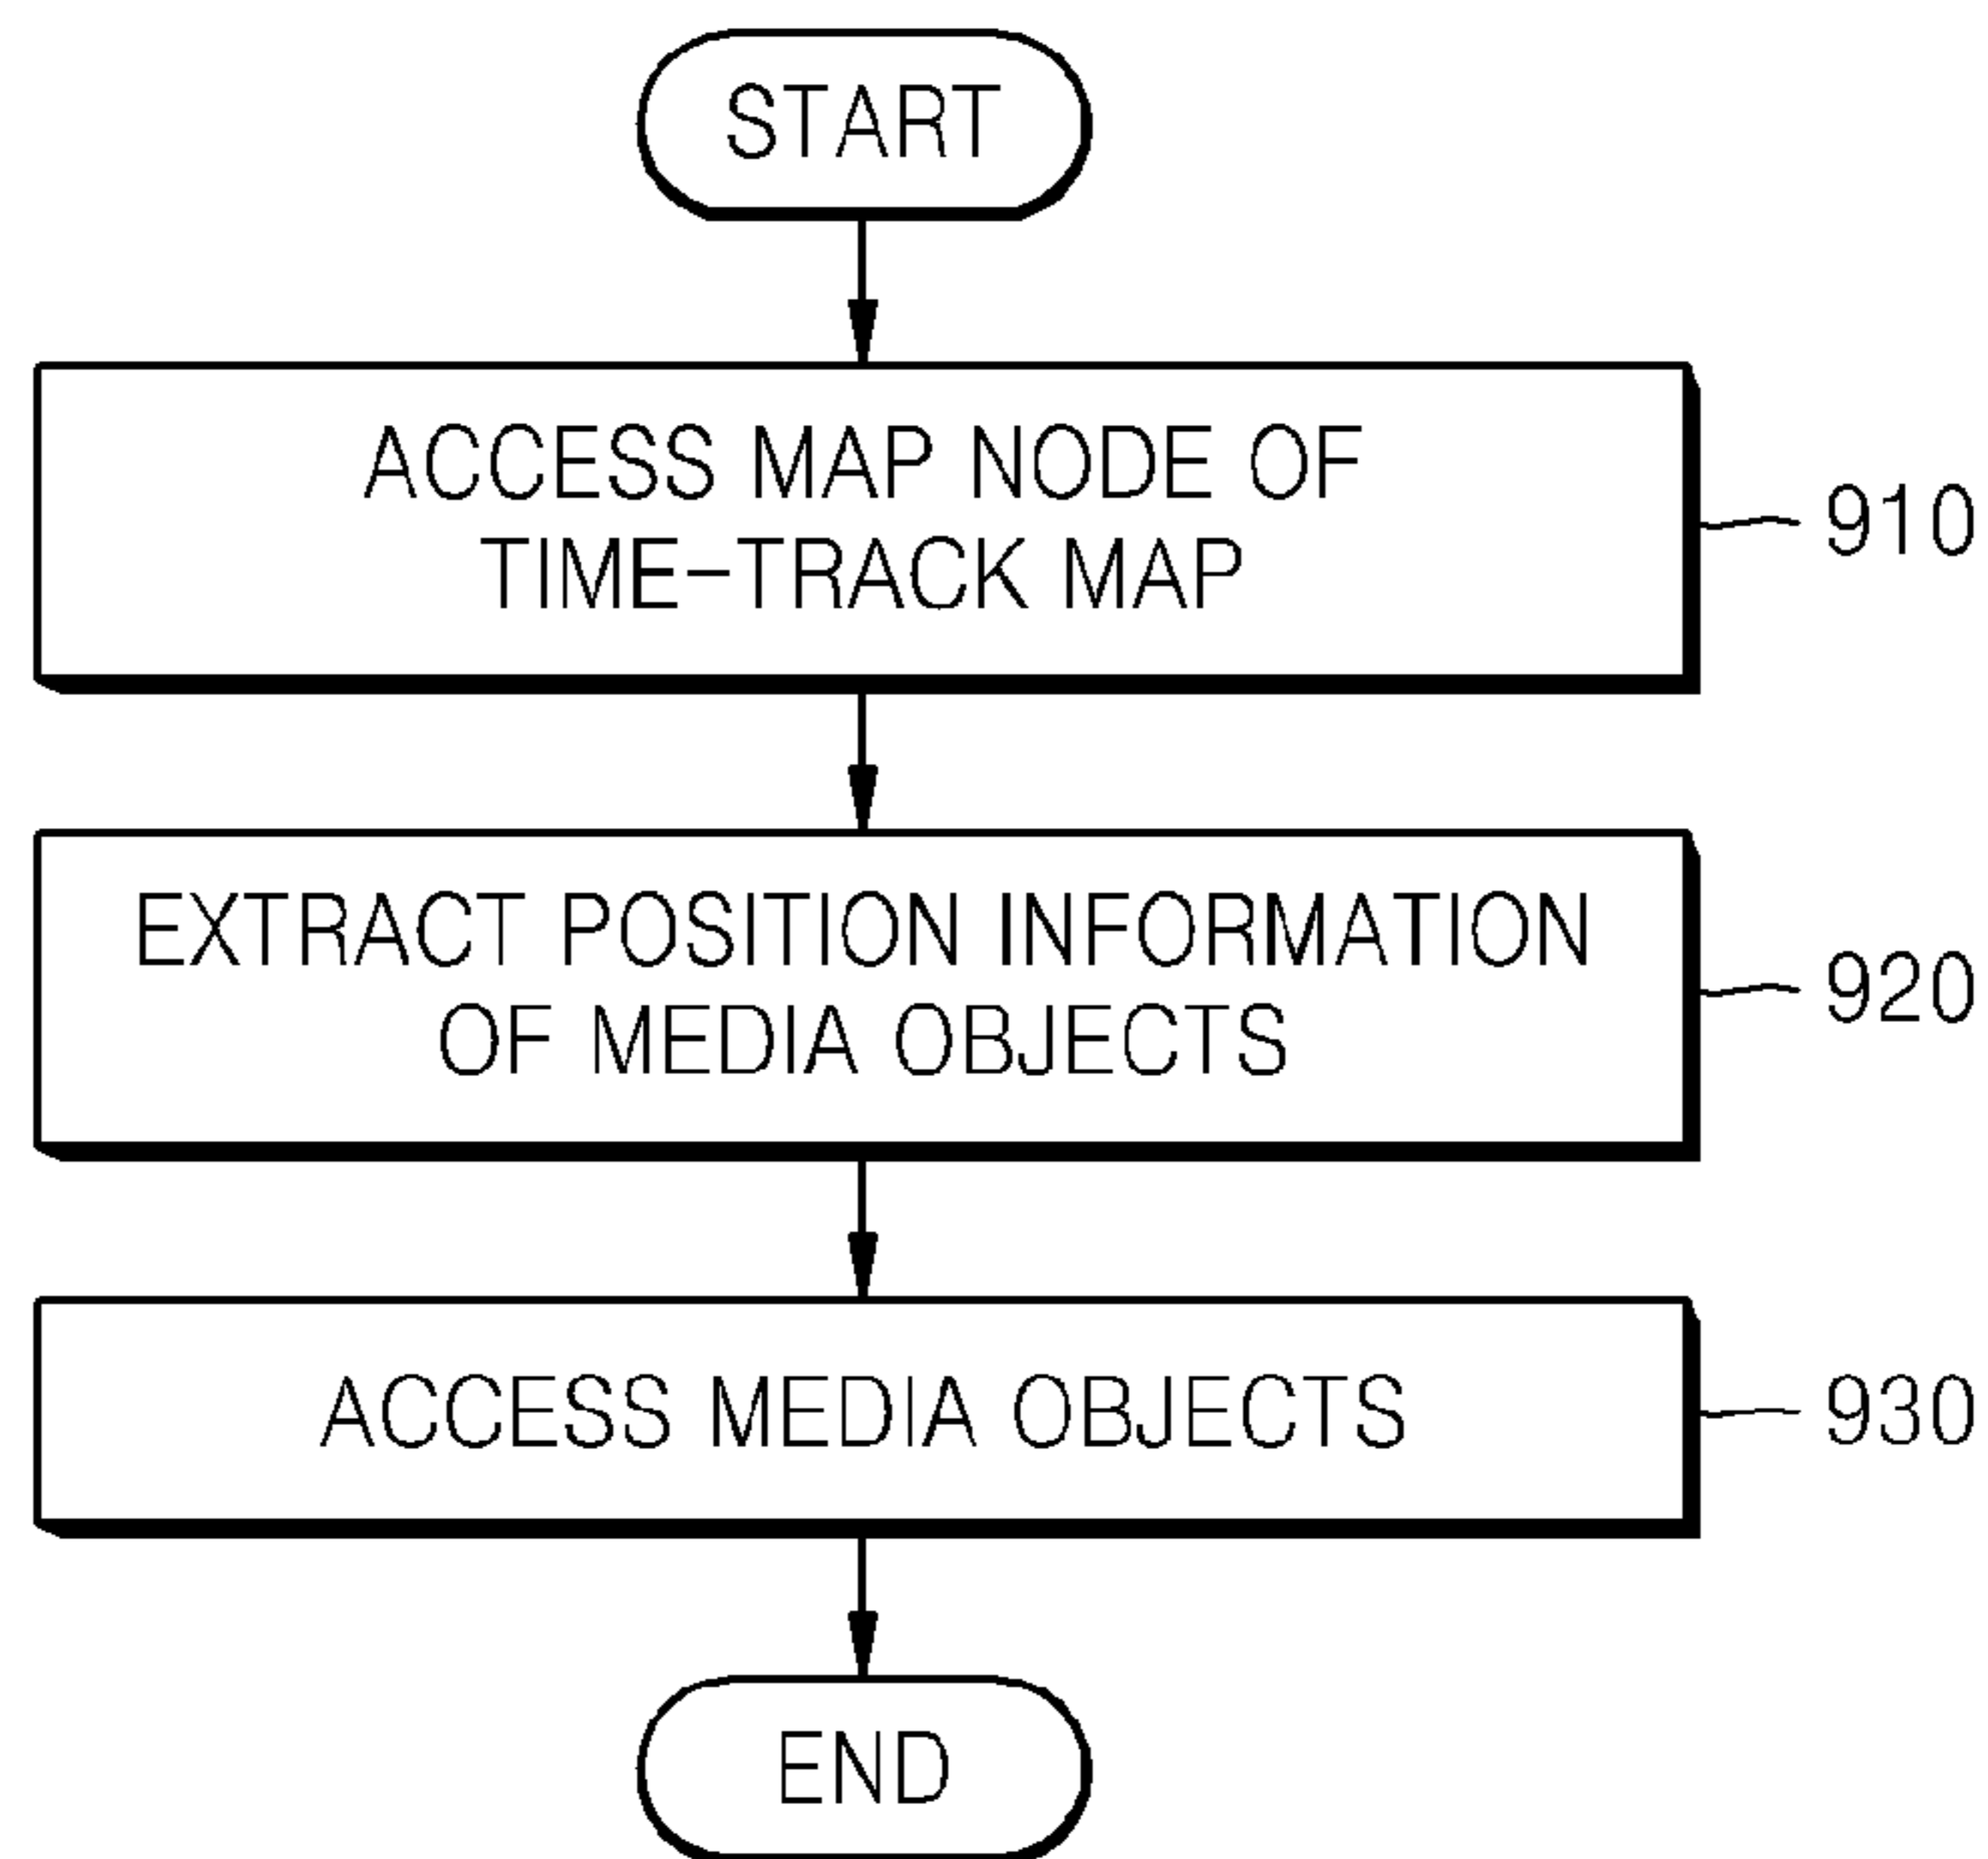 START
ACCESS MAP NODE OF
TIME-TRACK MAP
910
EXTRACT POSITION INFORMATION
OF MEDIA OBJECTS
920
ACCESS MEDIA OBJECTS
930
END